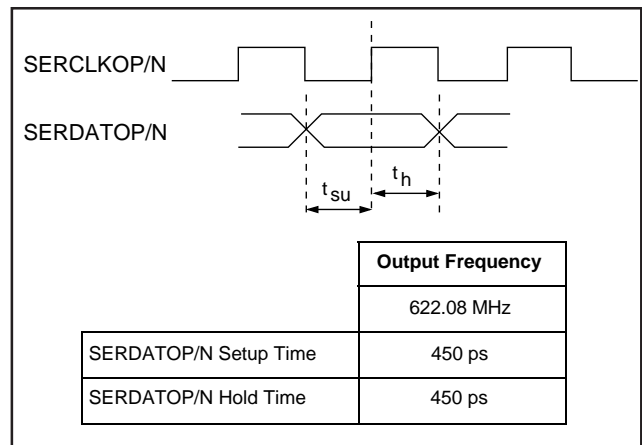 SERCLKOP/N
SERDATOP/N
tsu
th
Output Frequency
622.08 MHz
SERDATOP/N Setup Time 450 ps
SERDATOP/N Hold Time 450 ps